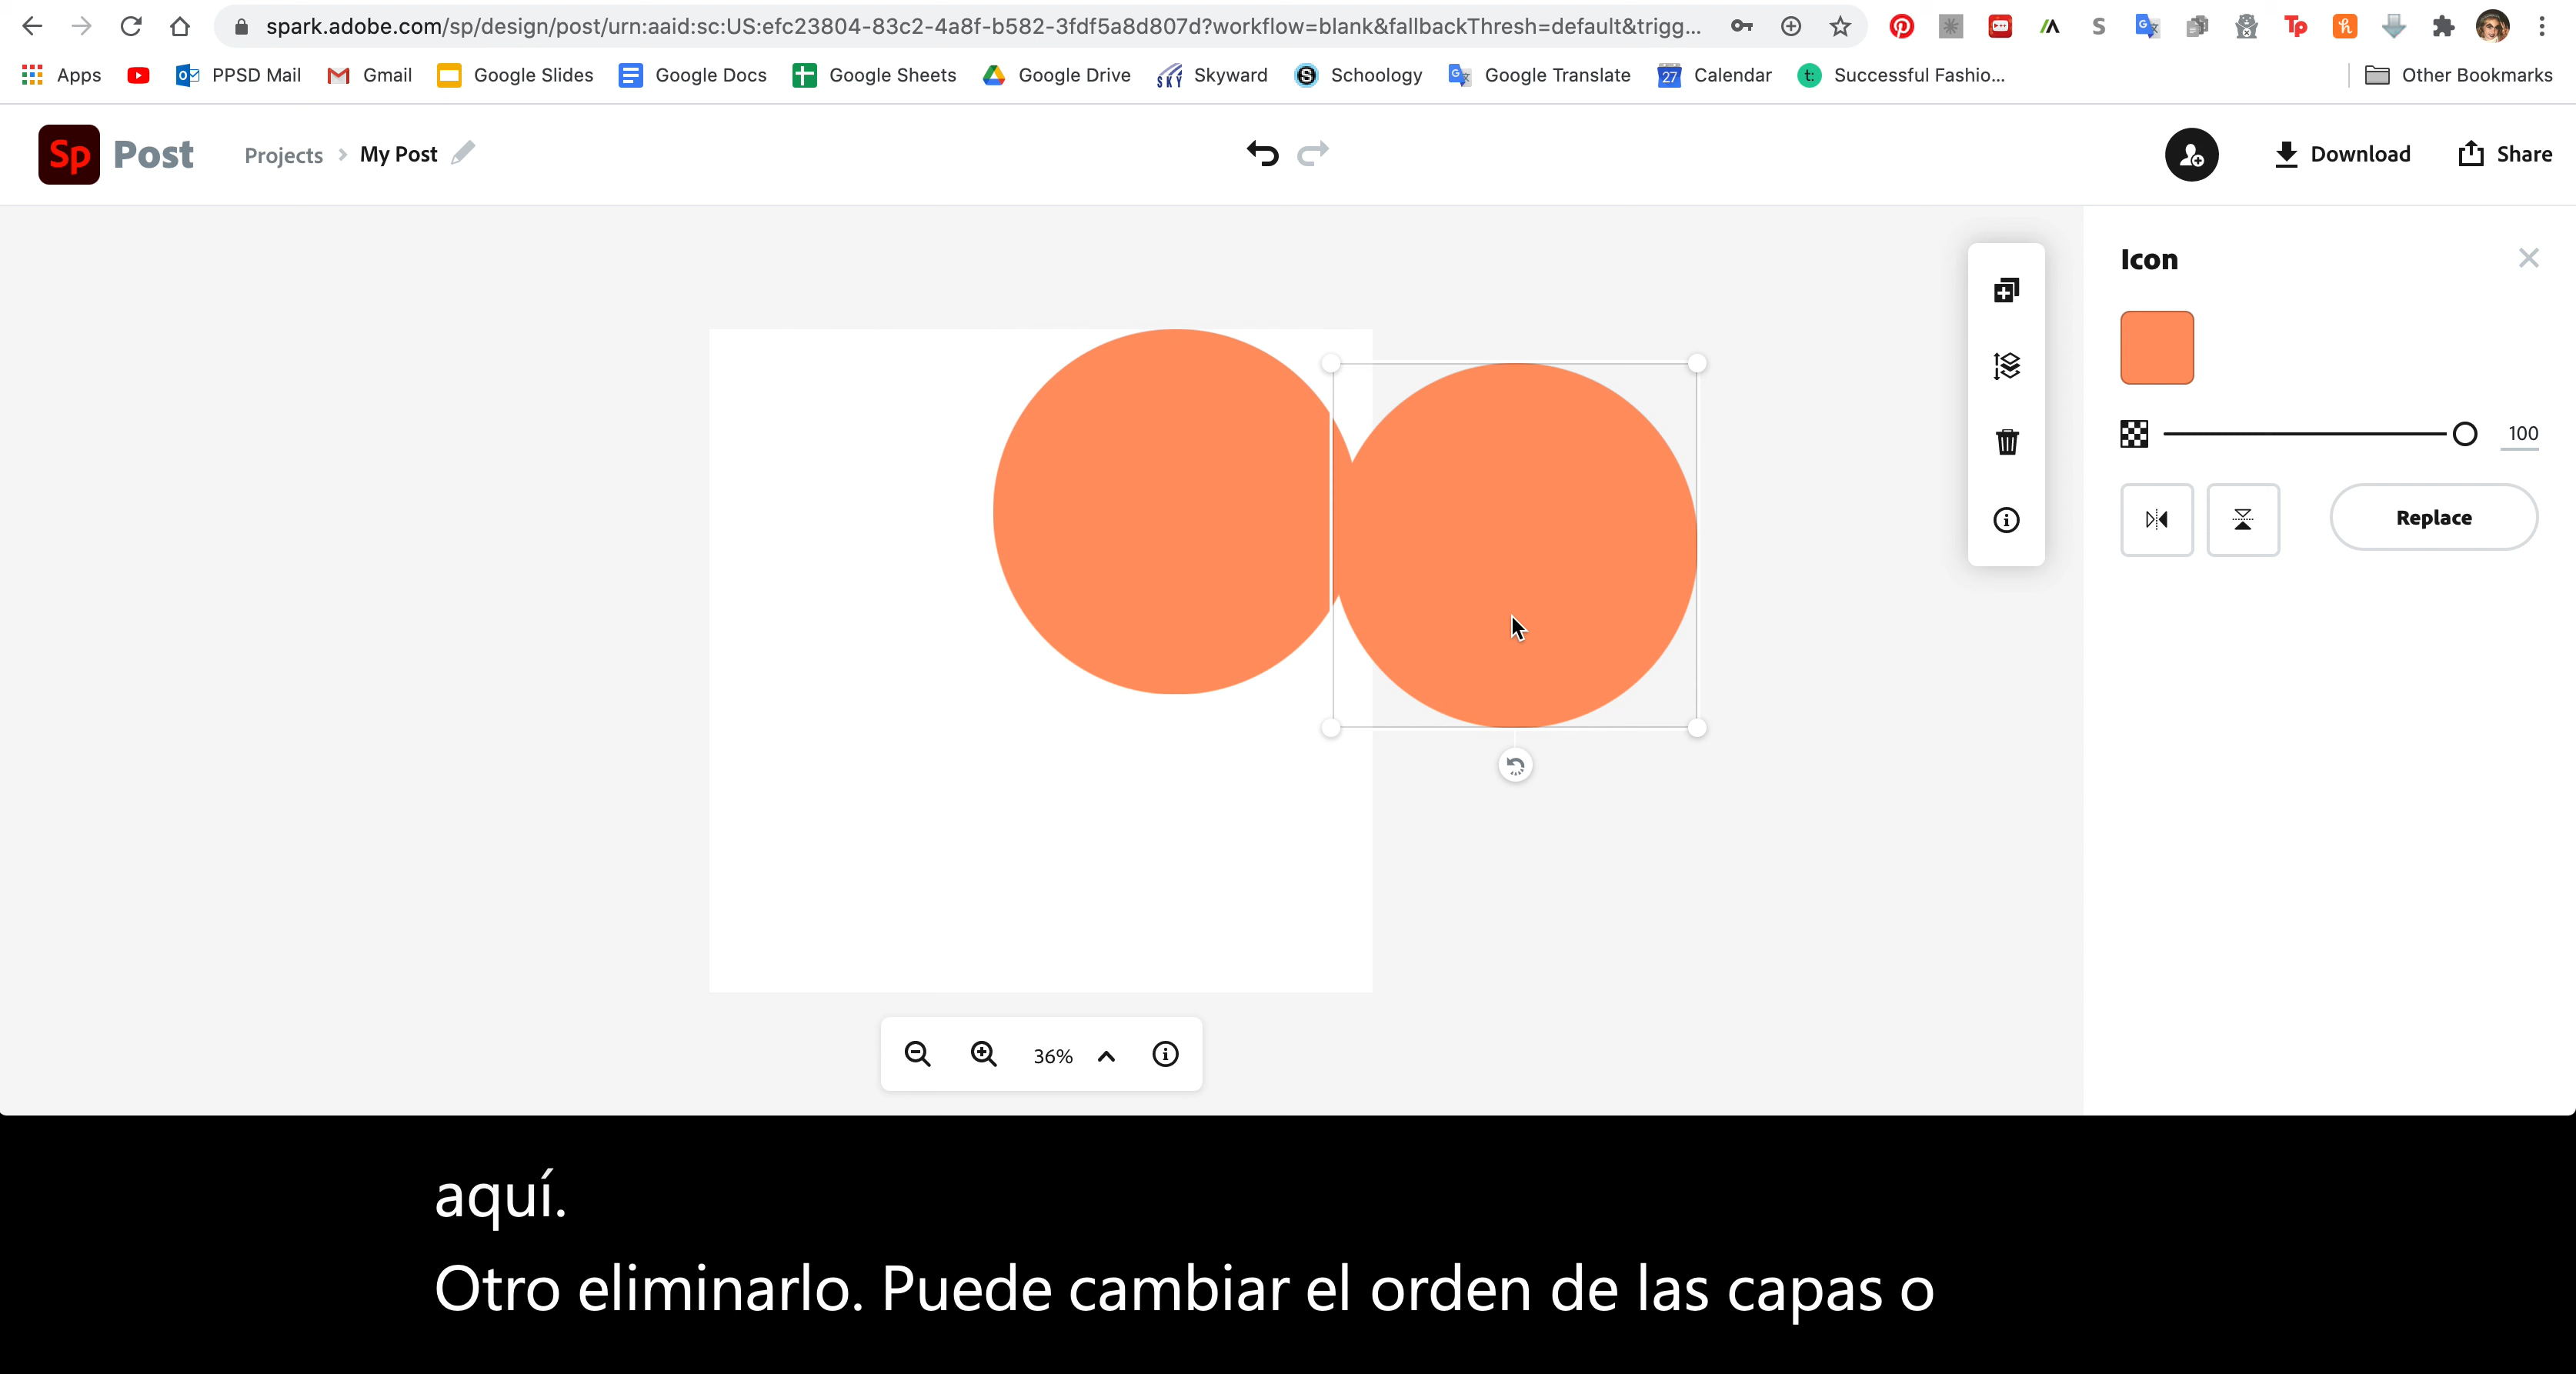 spark.adobe.com/sp/design/post/urn:aaid:sc:US:efc23804-83c2-4a8f-b582-3fdf5a8d807d?workflow=blank&fallbackThresh=default&trigg...
Apps PPSD Mail Gmail Google Slides Google Docs Google Sheets Google Drive Skyward Schoology Google Translate 27 Calendar Successful Fashio... Other Bookmarks
Sp Post Projects > My Post Download Share
Icon
100
Replace
36%
aquí.
Otro eliminarlo. Puede cambiar el orden de las capas o